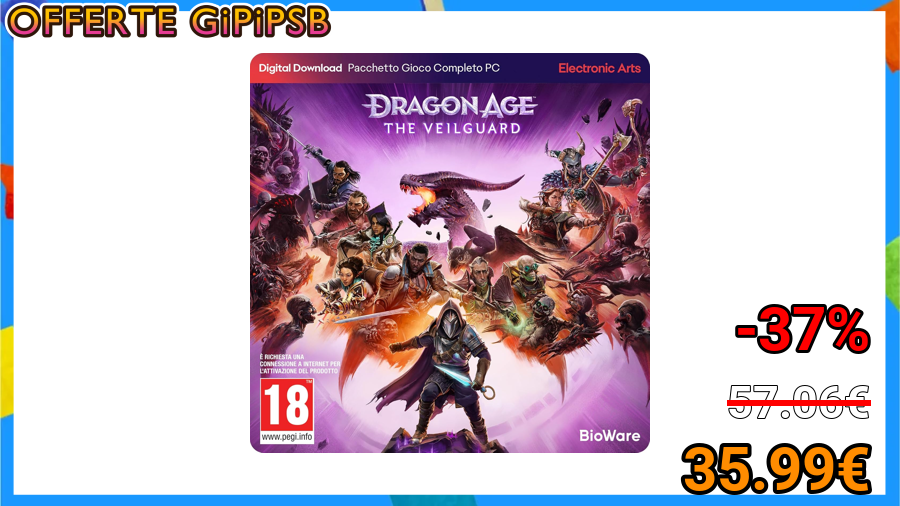 OFFERTE GiPiPSB
Digital Download Pacchetto Gioco Completo PC
Electronic Arts
DRAGON AGE
THE VEILGUARD
È RICHIESTA UNA
CONNESSIONE A INTERNET PER
L'ATTIVAZIONE DEL PRODOTTO
18
www.pegi.info
BioWare
-37%
57.06€
35.99€